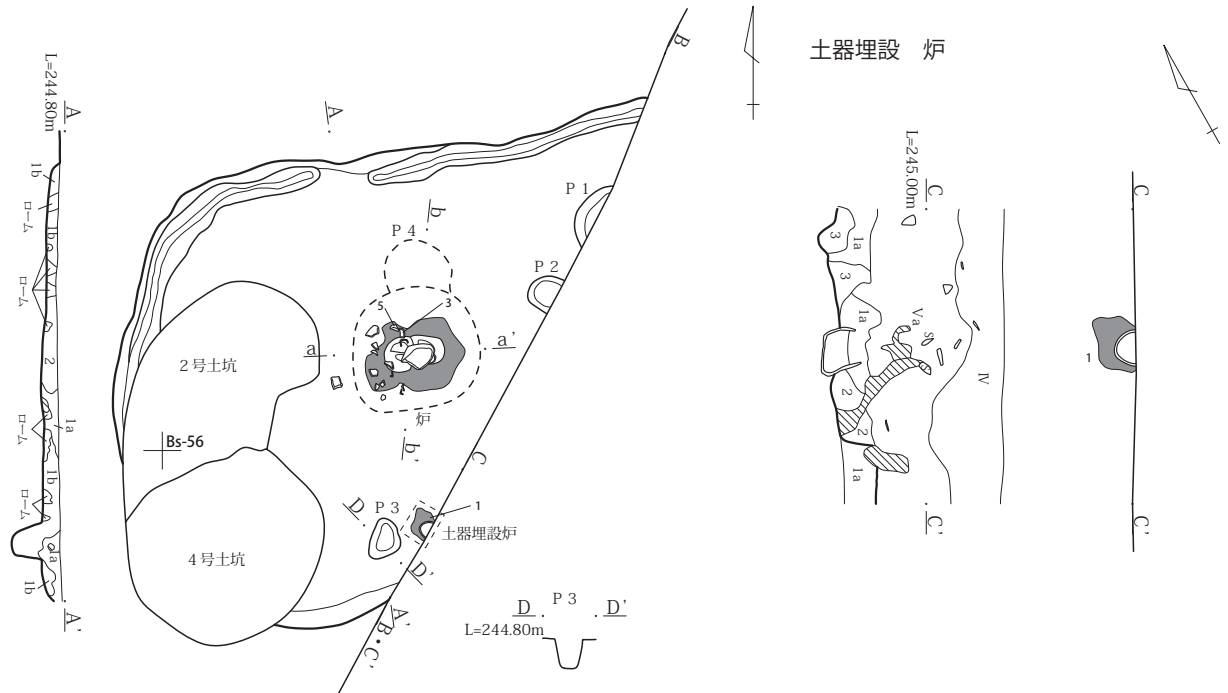 土器埋設 炉
L=244.80m
A
A'
1b
ローム
1b
ローム
2
ローム
1a
1b
ローム
1a
1b
A
B
P 1
P 2
b
P 4
5
3
a
a'
炉
b'
2号土坑
Bs-56
4号土坑
C
D
P 3
1
土器埋設炉
D'
A'
B・C'
D
P 3
D'
L=244.80m
L=245.00m
C
3
1a
3
1a
Va
S
IV
2
2
1a
C'
C
1
C'